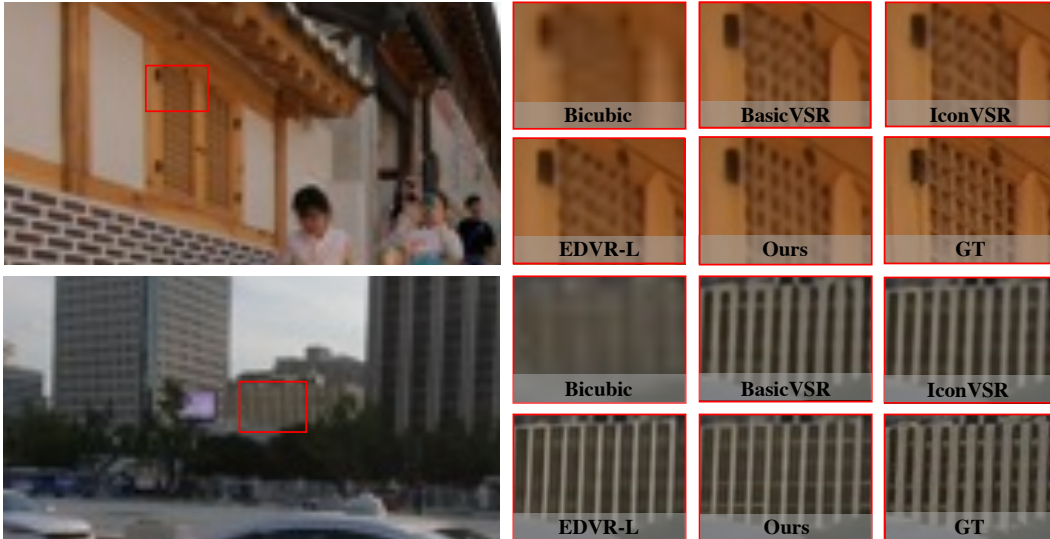 Bicubic
BasicVSR
IconVSR
EDVR-L
Ours
GT
Bicubic
BasicVSR
IconVSR
EDVR-L
Ours
GT